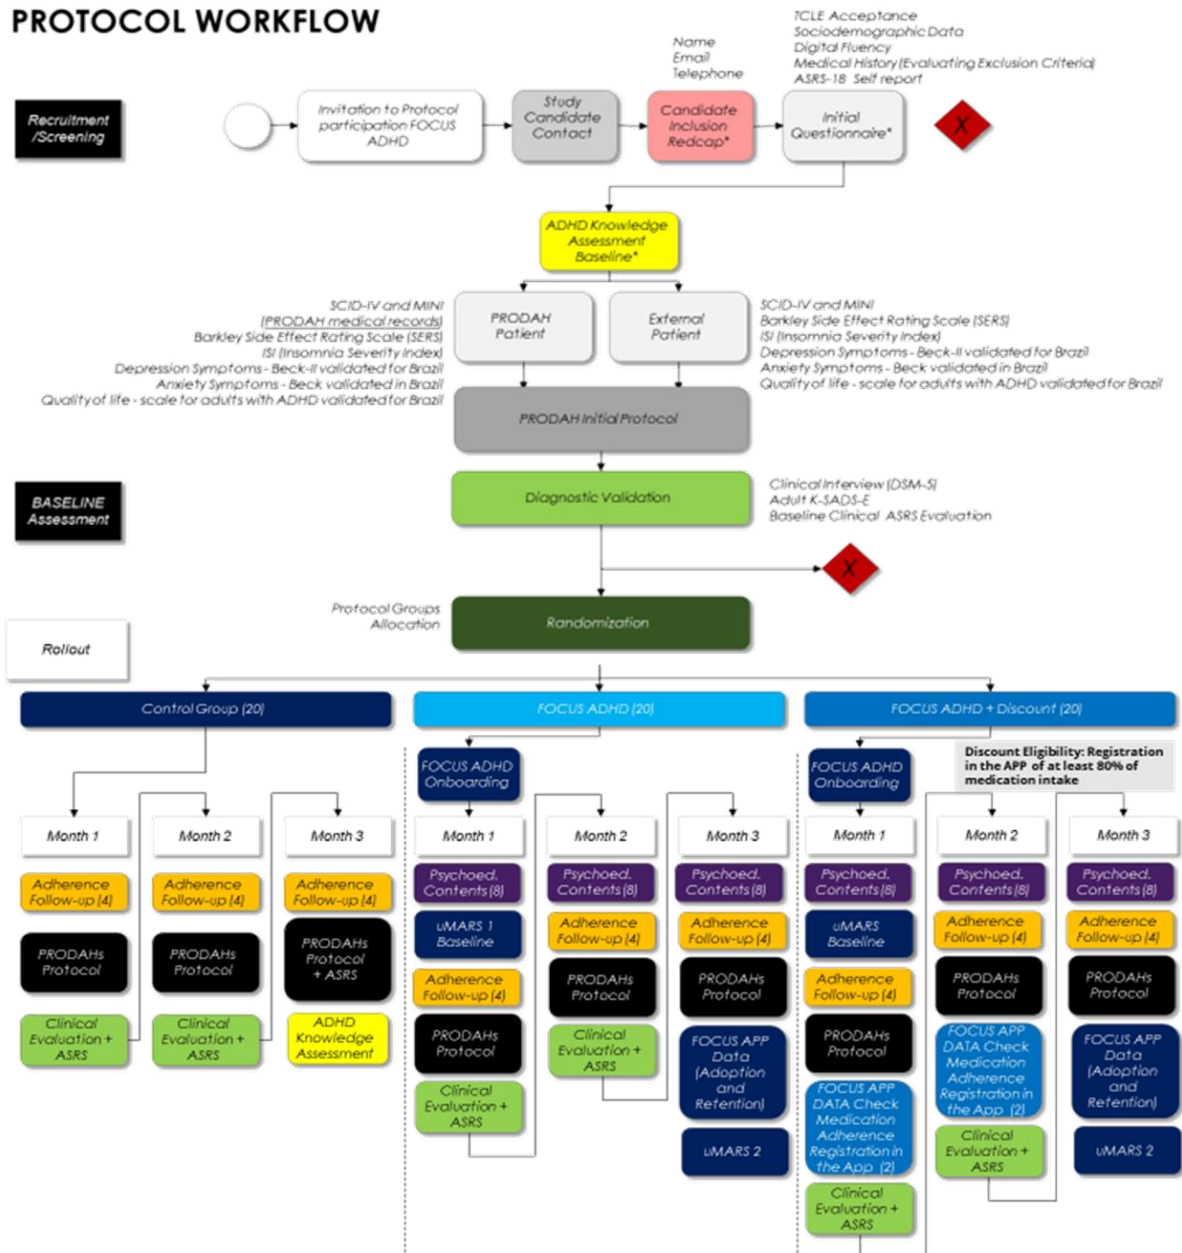 PROTOCOL WORKFLOW
Recruitment
/Screening
Invitation to Protocol
participation FOCUS
ADHD
Study
Candidate
Contact
Name
Email
Telephone
Candidate
Inclusion
Redcap*
TCLE Acceptance
Sociodemographic Data
Digital Fluency
Medical History (Evaluating Exclusion Criteria)
ASRS-18 Self report
Initial
Questionnaire*
X
ADHD Knowledge
Assessment
Baseline*
SCID-IV and MINI
(PRODAH medical records)
Barkley Side Effect Rating Scale (SERS)
ISI (Insomnia Severity Index)
Depression Symptoms - Beck-II validated for Brazil
Anxiety Symptoms - Beck validated in Brazil
Quality of life - scale for adults with ADHD validated for Brazil
PRODAH
Patient
External
Patient
SCID-IV and MINI
Barkley Side Effect Rating Scale (SERS)
ISI (Insomnia Severity Index)
Depression Symptoms - Beck-II validated for Brazil
Anxiety Symptoms - Beck validated in Brazil
Quality of life - scale for adults with ADHD validated for Brazil
PRODAH Initial Protocol
BASELINE
Assessment
Diagnostic Validation
Clinical Interview (DSM-5)
Adult K-SADS-E
Baseline Clinical ASRS Evaluation
X
Protocol Groups
Allocation
Randomization
Rollout
Control Group (20)
FOCUS ADHD (20)
FOCUS ADHD + Discount (20)
Discount Eligibility: Registration
in the APP of at least 80% of
medication intake
Month 1
Adherence
Follow-up (4)
PRODAHs
Protocol
Clinical
Evaluation +
ASRS
Month 2
Adherence
Follow-up (4)
PRODAHs
Protocol
Clinical
Evaluation +
ASRS
Month 3
Adherence
Follow-up (4)
PRODAHs
Protocol
+ ASRS
ADHD
Knowledge
Assessment
FOCUS ADHD
Onboarding
Month 1
Psychoed.
Contents (8)
uMARS 1
Baseline
Adherence
Follow-up (4)
PRODAHs
Protocol
Clinical
Evaluation +
ASRS
Month 2
Psychoed.
Contents (8)
Adherence
Follow-up (4)
PRODAHs
Protocol
Clinical
Evaluation +
ASRS
Month 3
Psychoed.
Contents (8)
Adherence
Follow-up (4)
PRODAHs
Protocol
FOCUS APP
Data
(Adoption
and
Retention)
uMARS 2
FOCUS ADHD
Onboarding
Month 1
Psychoed.
Contents (8)
uMARS
Baseline
Adherence
Follow-up (4)
PRODAHs
Protocol
FOCUS APP
DATA Check
Medication
Adherence
Registration in
the App (2)
Clinical
Evaluation +
ASRS
Month 2
Psychoed.
Contents (8)
Adherence
Follow-up (4)
PRODAHs
Protocol
FOCUS APP
DATA Check
Medication
Adherence
Registration in
the App (2)
Clinical
Evaluation +
ASRS
Month 3
Psychoed.
Contents (8)
Adherence
Follow-up (4)
PRODAHs
Protocol
FOCUS APP
Data
(Adoption
and
Retention)
uMARS 2